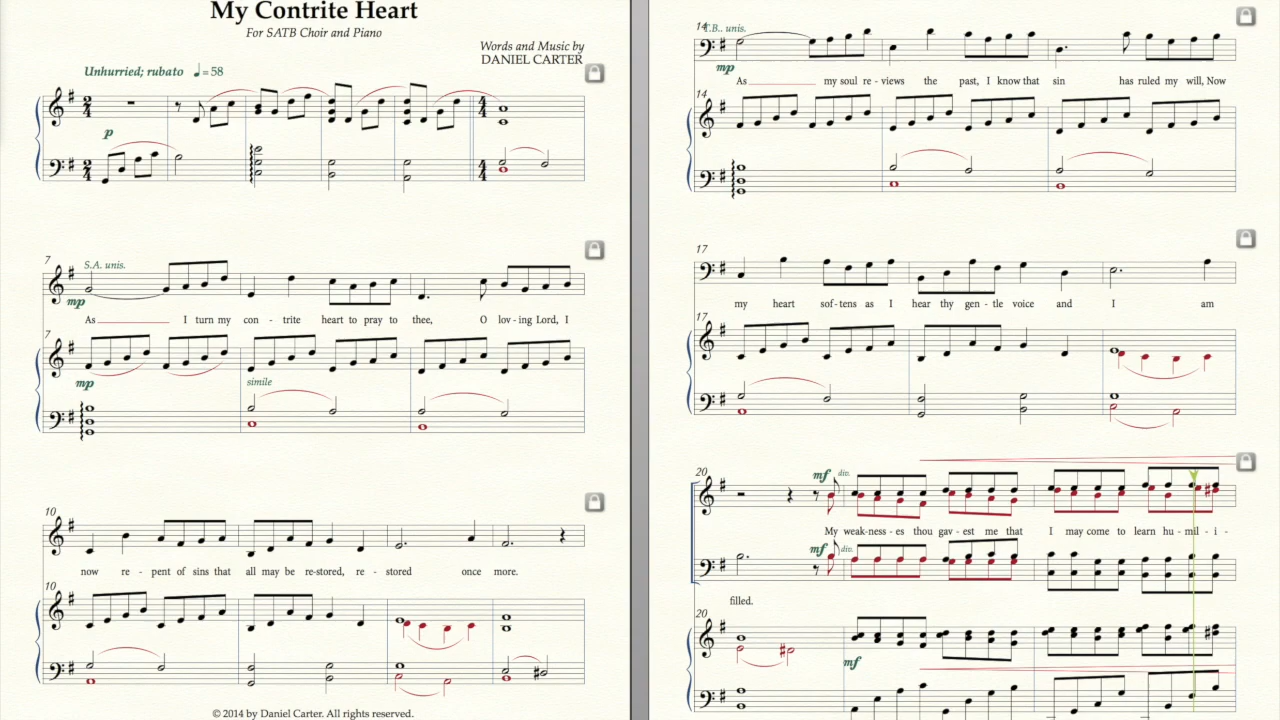 My Contrite Heart
For SATB Choir and Piano
Words and Music by
DANIEL CARTER
Unhurried; rubato ♩ = 58
p
7
S.A. unis.
mp
As I turn my con - trite heart to pray to thee, O lov - ing Lord, I
7
mp
simile
10
now re - pent of sins that all may be re-stored, re - stored once more.
10
© 2014 by Daniel Carter. All rights reserved.
14
T.B.. unis.
mp
As my soul re - views the past, I know that sin has ruled my will, Now
14
17
my heart sof - tens as I hear thy gen - tle voice and I am
17
20
mf div.
My weak-ness - es thou gav - est me that I may come to learn hu - mil - i -
mf div.
filled.
20
mf